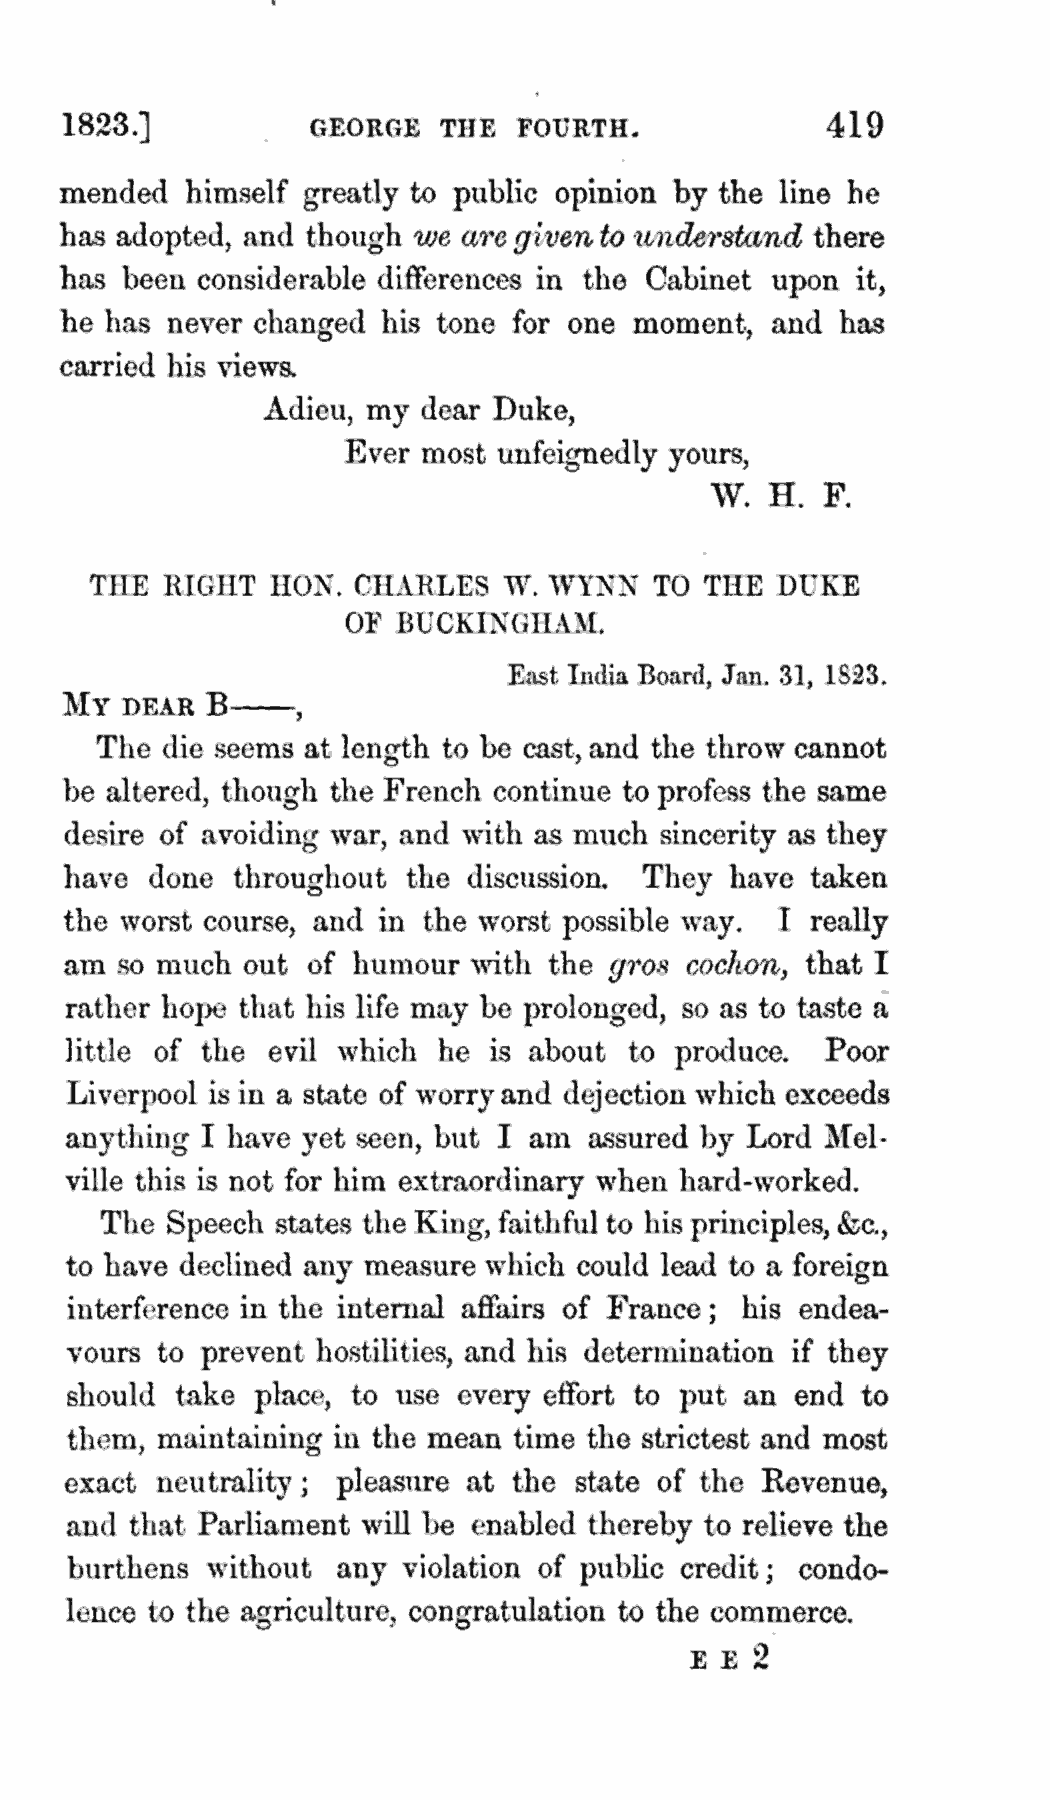 1823.] GEORGE THE FOURTH. 419
mended himself greatly to public opinion by the line he
has adopted, and though we are given to understand there
has been considerable differences in the Cabinet upon it,
he has never changed his tone for one moment, and has
carried his views.
Adieu, my dear Duke,
Ever most unfeignedly yours,
W. H. F.
THE RIGHT HON. CHARLES W. WYNN TO THE DUKE
OF BUCKINGHAM.
East India Board, Jan. 31, 1823.
MY DEAR B——,
The die seems at length to be cast, and the throw cannot
be altered, though the French continue to profess the same
desire of avoiding war, and with as much sincerity as they
have done throughout the discussion. They have taken
the worst course, and in the worst possible way. I really
am so much out of humour with the gros cochon, that I
rather hope that his life may be prolonged, so as to taste a
little of the evil which he is about to produce. Poor
Liverpool is in a state of worry and dejection which exceeds
anything I have yet seen, but I am assured by Lord Mel-
ville this is not for him extraordinary when hard-worked.
The Speech states the King, faithful to his principles, &c.,
to have declined any measure which could lead to a foreign
interference in the internal affairs of France; his endea-
vours to prevent hostilities, and his determination if they
should take place, to use every effort to put an end to
them, maintaining in the mean time the strictest and most
exact neutrality; pleasure at the state of the Revenue,
and that Parliament will be enabled thereby to relieve the
burthens without any violation of public credit; condo-
lence to the agriculture, congratulation to the commerce.
E E 2